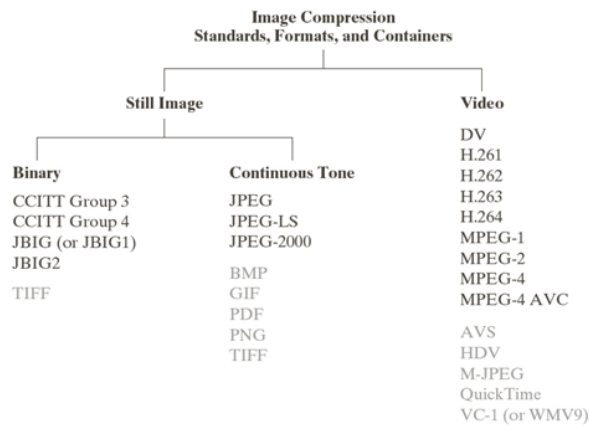 Image Compression
Standards, Formats, and Containers
Still Image
Video
Binary
CCITT Group 3
CCITT Group 4
JBIG (or JBIG1)
JBIG2
TIFF
Continuous Tone
JPEG
JPEG-LS
JPEG-2000
BMP
GIF
PDF
PNG
TIFF
DV
H.261
H.262
H.263
H.264
MPEG-1
MPEG-2
MPEG-4
MPEG-4 AVC
AVS
HDV
M-JPEG
QuickTime
VC-1 (or WMV9)